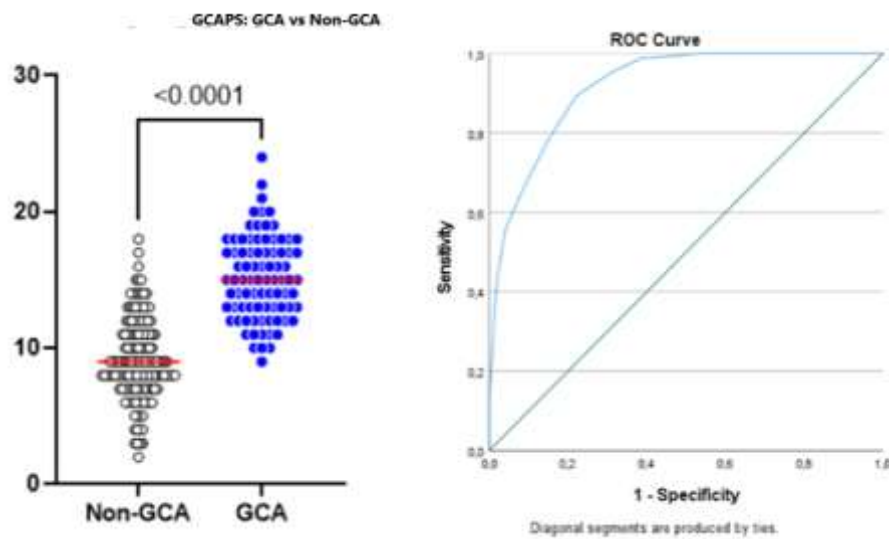 GCAPS: GCA vs Non-GCA
30
<0.0001
20
10
0
Non-GCA GCA
ROC Curve
1,0
0,8
0,6
0,4
0,2
0,0
Sensitivity
0,0 0,2 0,4 0,6 0,8 1,0
1 - Specificity
Diagonal segments are produced by ties.